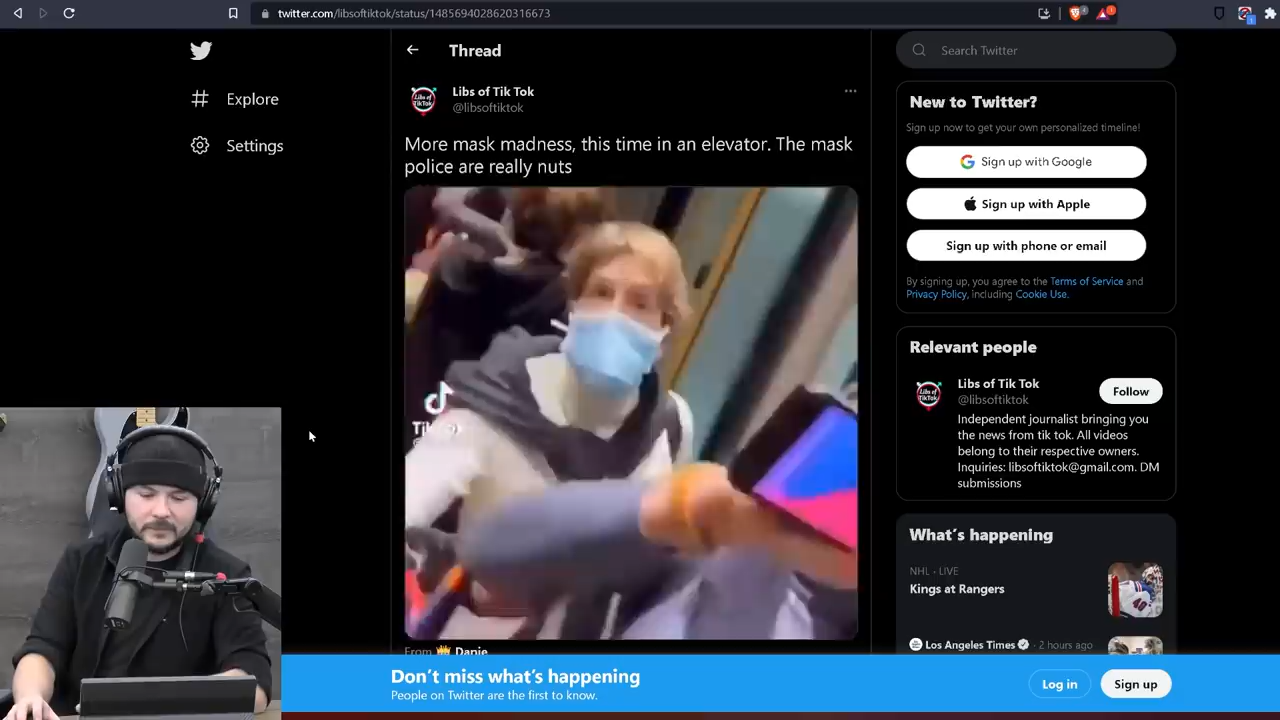 twitter.com/libsoftiktok/status/1485694028620316673
Explore
Settings
Thread
Libs of Tik Tok
@libsoftiktok
More mask madness, this time in an elevator. The mask
police are really nuts
From 👑 Danie
Search Twitter
New to Twitter?
Sign up now to get your own personalized timeline!
Sign up with Google
Sign up with Apple
Sign up with phone or email
By signing up, you agree to the Terms of Service and
Privacy Policy, including Cookie Use.
Relevant people
Libs of Tik Tok
@libsoftiktok
Follow
Independent journalist bringing you
the news from tik tok. All videos
belong to their respective owners.
Inquiries: libsoftiktok@gmail.com. DM
submissions
What's happening
NHL · LIVE
Kings at Rangers
Los Angeles Times · 2 hours ago
Don't miss what's happening
People on Twitter are the first to know.
Log in
Sign up